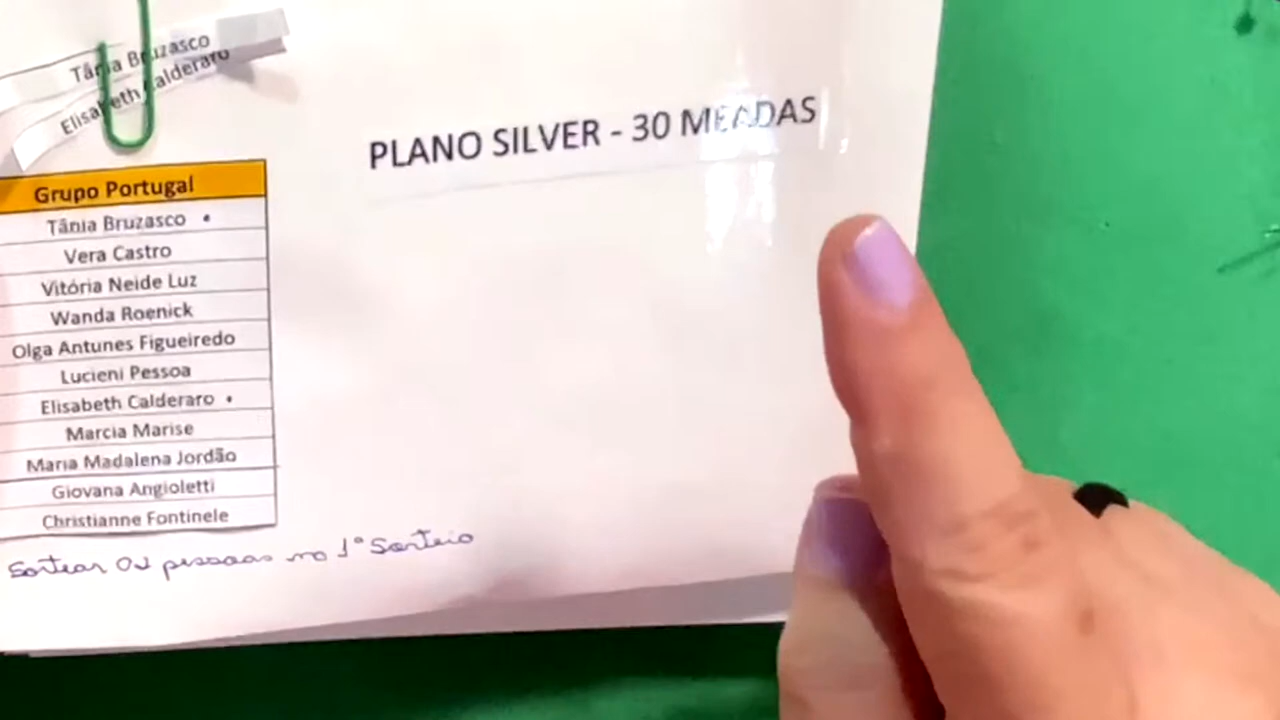 Tânia Bruzasco
Elisabeth Calderaro
PLANO SILVER - 30 MEADAS
Grupo Portugal
Tânia Bruzasco •
Vera Castro
Vitória Neide Luz
Wanda Roenick
Olga Antunes Figueiredo
Lucieni Pessoa
Elisabeth Calderaro •
Marcia Marise
Maria Madalena Jordão
Giovana Angioletti
Christianne Fontinele
Sortear pessoas no 1° Sorteio